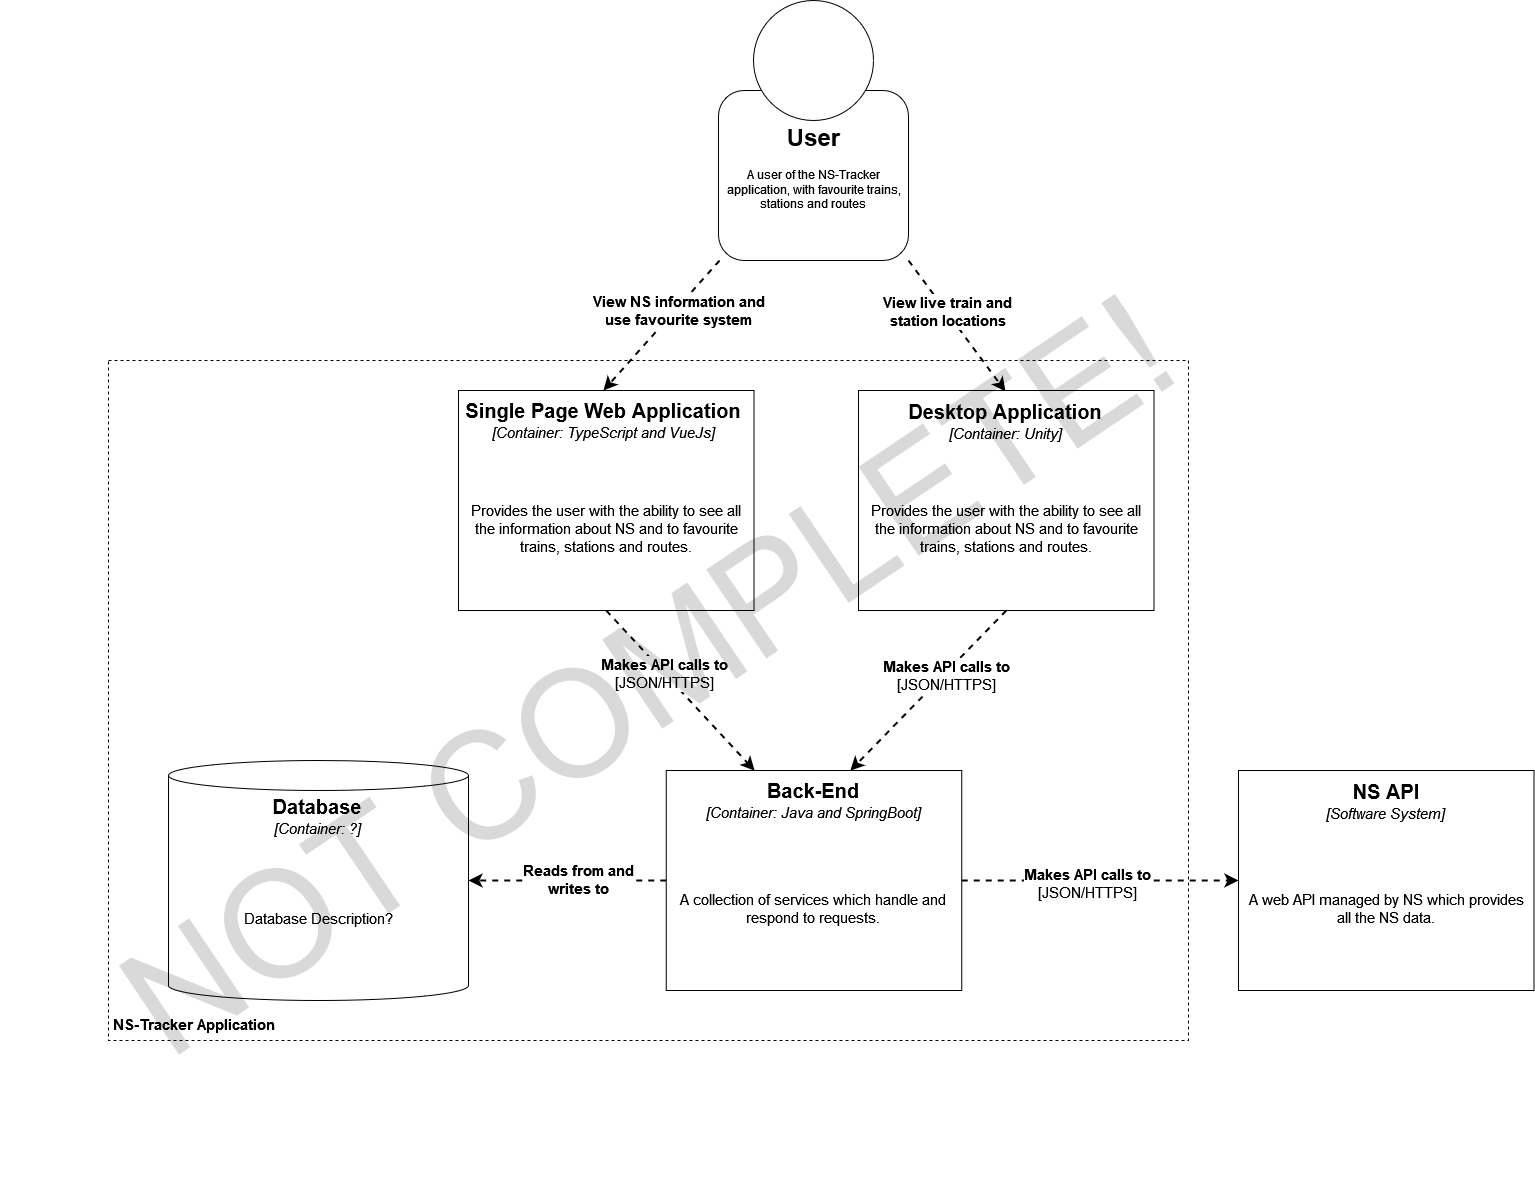 User
A user of the NS-Tracker
application, with favourite trains,
stations and routes
View NS information and
use favourite system
View live train and
station locations
Single Page Web Application
[Container: TypeScript and VueJs]
Provides the user with the ability to see all
the information about NS and to favourite
trains, stations and routes.
Desktop Application
[Container: Unity]
Provides the user with the ability to see all
the information about NS and to favourite
trains, stations and routes.
Makes API calls to
[JSON/HTTPS]
Makes API calls to
[JSON/HTTPS]
Database
[Container: ?]
Database Description?
Reads from and
writes to
Back-End
[Container: Java and SpringBoot]
A collection of services which handle and
respond to requests.
Makes API calls to
[JSON/HTTPS]
NS API
[Software System]
A web API managed by NS which provides
all the NS data.
NS-Tracker Application
NOT COMPLETE!